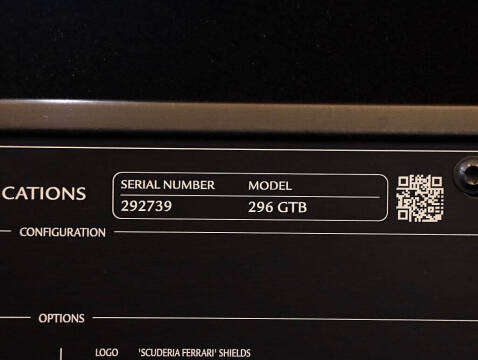 CATIONS
SERIAL NUMBER MODEL
292739 296 GTB
CONFIGURATION
OPTIONS
LOGO 'SCUDERIA FERRARI' SHIELDS